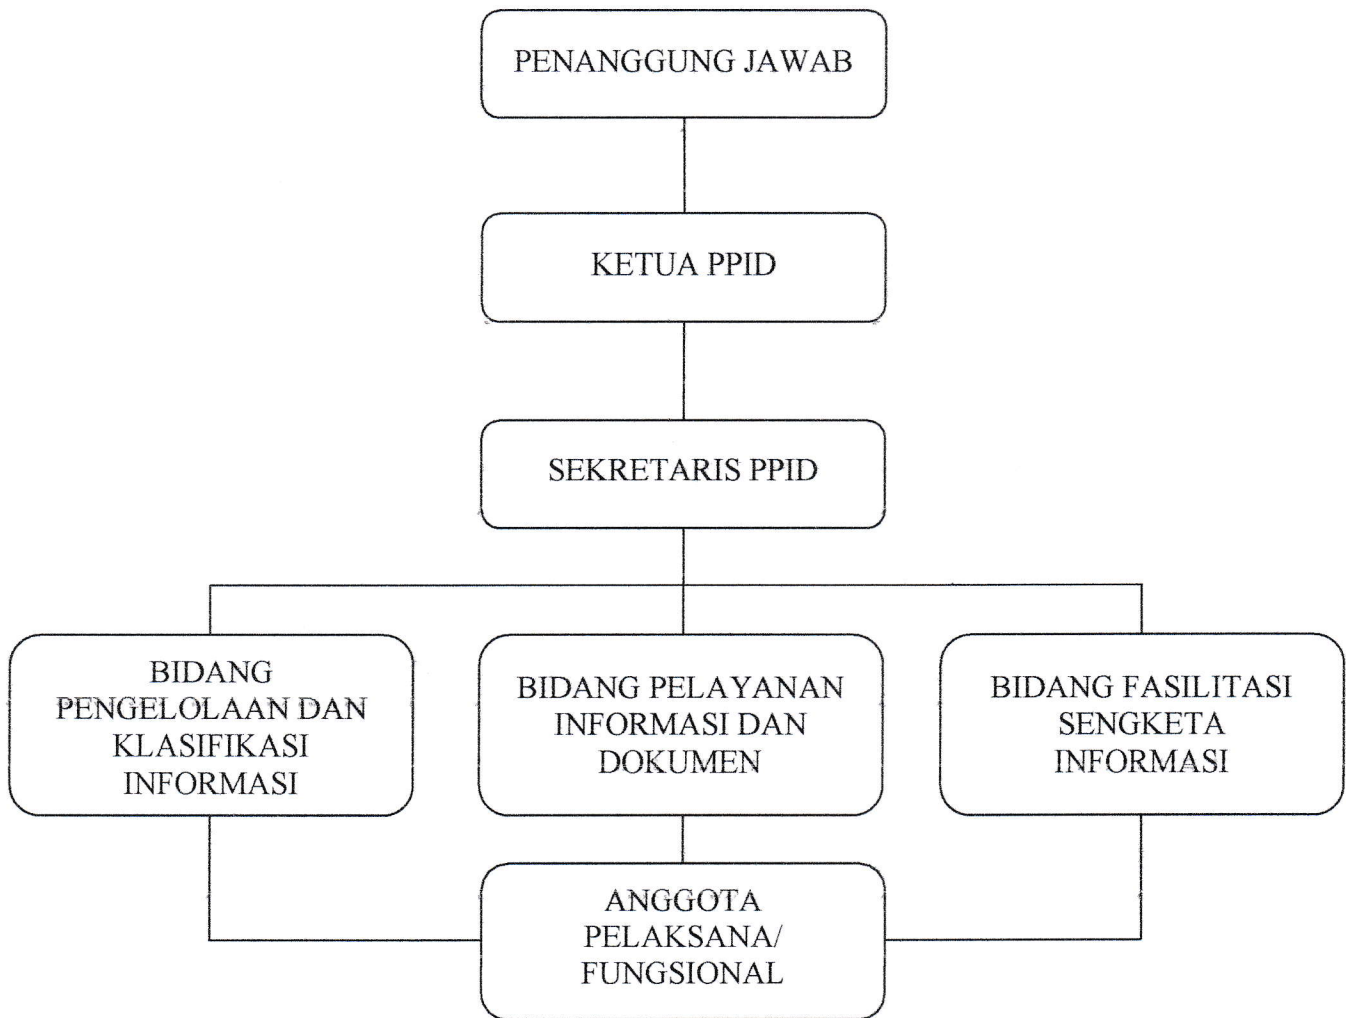 PENANGGUNG JAWAB
KETUA PPID
SEKRETARIS PPID
BIDANG
PENGELOLAAN DAN
KLASIFIKASI
INFORMASI
BIDANG PELAYANAN
INFORMASI DAN
DOKUMEN
BIDANG FASILITASI
SENGKETA
INFORMASI
ANGGOTA
PELAKSANA/
FUNGSIONAL